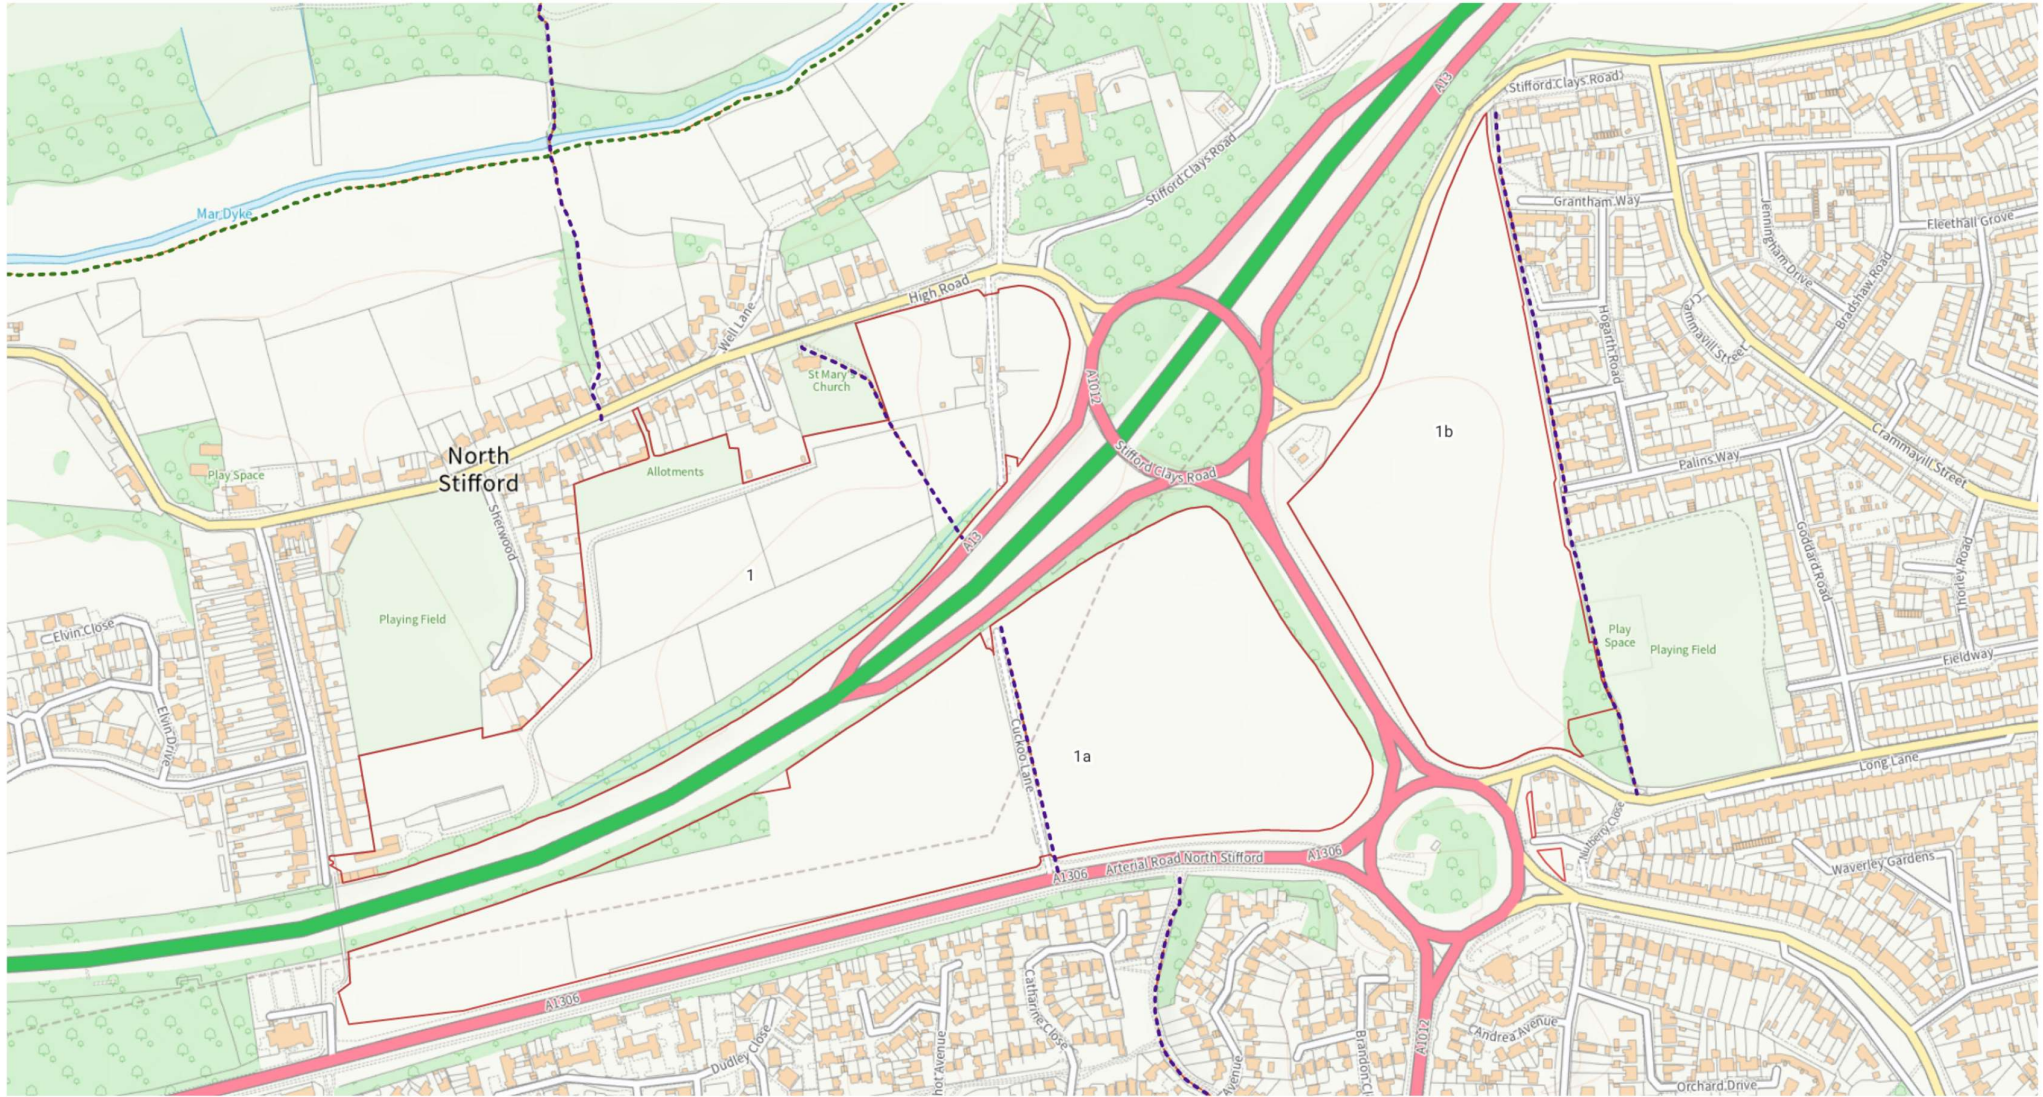 A13
Stifford Clays Road
Stifford Clays Road
Grantham Way
Mar Dyke
Jenningham Drive
Fleethall Grove
High Road
Well Lane
Hogarth Road
Crammavill Street
Bradshaw Road
St Mary's
Church
A1012
1b
North
Stifford
Play Space
Allotments
Stifford Clays Road
Palins Way
Crammavill Street
Sherwood
A13
Goddard Road
Thorley Road
1
Playing Field
Elvin Close
Play
Space
Playing Field
Fieldway
Elvin Drive
Cuckoo Lane
1a
Long Lane
Arterial Road North Stifford
A1306
A1306
Waverley Gardens
A1306
Catharine Close
Dudley Close
Avenue
A1012
Andrea Avenue
Orchard Drive